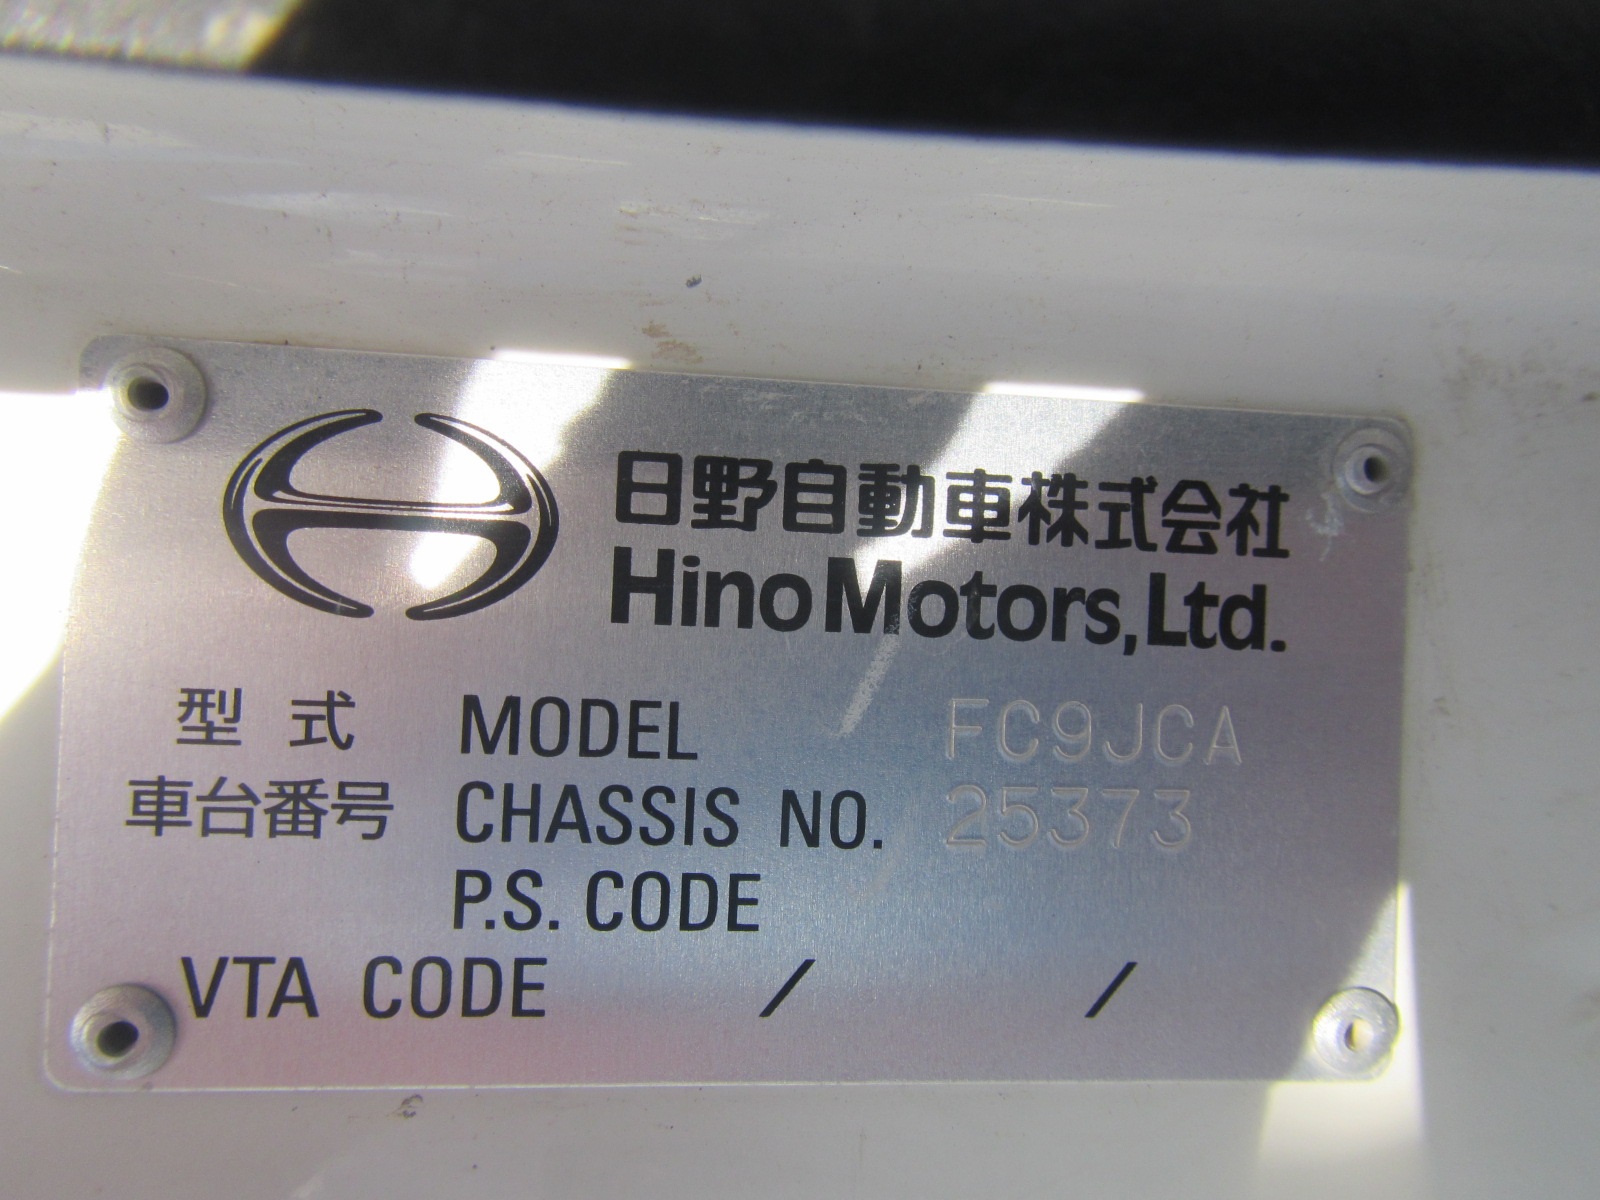 日野自動車株式会社
Hino Motors, Ltd.
型式 MODEL FC9JCA
車台番号 CHASSIS NO. 25373
P.S. CODE
VTA CODE / /